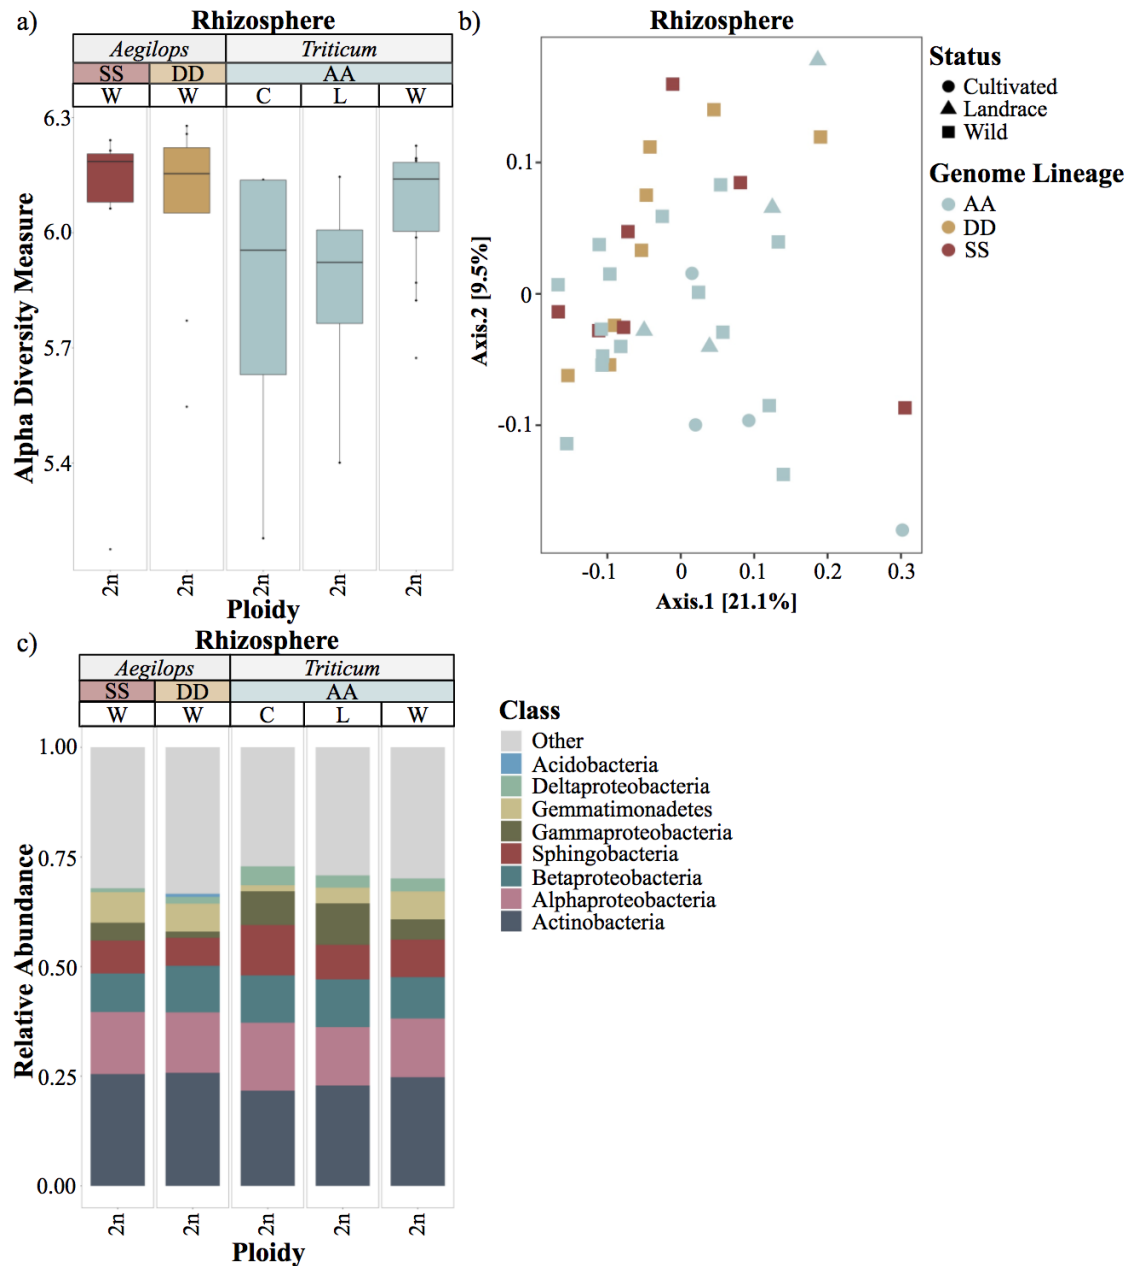 a)
Rhizosphere
Aegilops Triticum
SS DD AA
W W C L W
6.3
6.0
5.7
5.4
Alpha Diversity Measure
2n 2n 2n 2n 2n
Ploidy
b)
Rhizosphere
0.1
0
-0.1
Axis.2 [9.5%]
-0.1 0 0.1 0.2 0.3
Axis.1 [21.1%]
Status
Cultivated
Landrace
Wild
Genome Lineage
AA
DD
SS
c)
Rhizosphere
Aegilops Triticum
SS DD AA
W W C L W
1.00
0.75
0.50
0.25
0.00
Relative Abundance
2n 2n 2n 2n 2n
Ploidy
Class
Other
Acidobacteria
Deltaproteobacteria
Gemmatimonadetes
Gammaproteobacteria
Sphingobacteria
Betaproteobacteria
Alphaproteobacteria
Actinobacteria